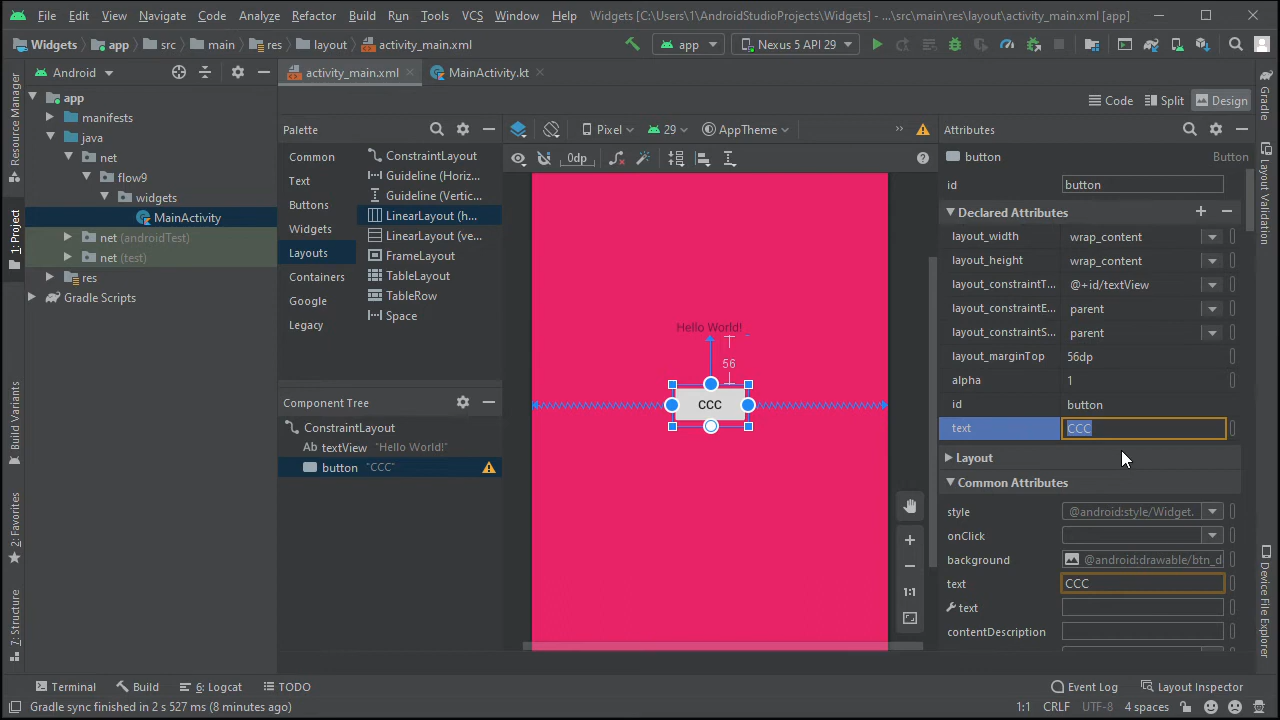 File Edit View Navigate Code Analyze Refactor Build Run Tools VCS Window Help Widgets [C:\Users\1\AndroidStudioProjects\Widgets] - ...\src\main\res\layout\activity_main.xml [app]
Widgets app src main res layout activity_main.xml app Nexus 5 API 29
Android activity_main.xml MainActivity.kt
app
manifests
java
net
flow9
widgets
MainActivity
net (androidTest)
net (test)
res
Gradle Scripts
Resource Manager
1: Project
Build Variants
2: Favorites
7: Structure
Code Split Design
Palette
Common
Text
Buttons
Widgets
Layouts
Containers
Google
Legacy
ConstraintLayout
Guideline (Horiz...
Guideline (Vertic...
LinearLayout (h...
LinearLayout (ve...
FrameLayout
TableLayout
TableRow
Space
Component Tree
ConstraintLayout
Ab textView "Hello World!"
button "CCC"
Pixel 29 AppTheme
0dp
Hello World!
56
CCC
1:1
Attributes
button Button
id button
Declared Attributes
layout_width wrap_content
layout_height wrap_content
layout_constraintT... @+id/textView
layout_constraintE... parent
layout_constraintS... parent
layout_marginTop 56dp
alpha 1
id button
text CCC
Layout
Common Attributes
style @android:style/Widget.
onClick
background @android:drawable/btn_d
text CCC
text
contentDescription
Gradle
Layout Validation
Device File Explorer
Terminal Build 6: Logcat TODO Event Log Layout Inspector
Gradle sync finished in 2 s 527 ms (8 minutes ago) 1:1 CRLF UTF-8 4 spaces